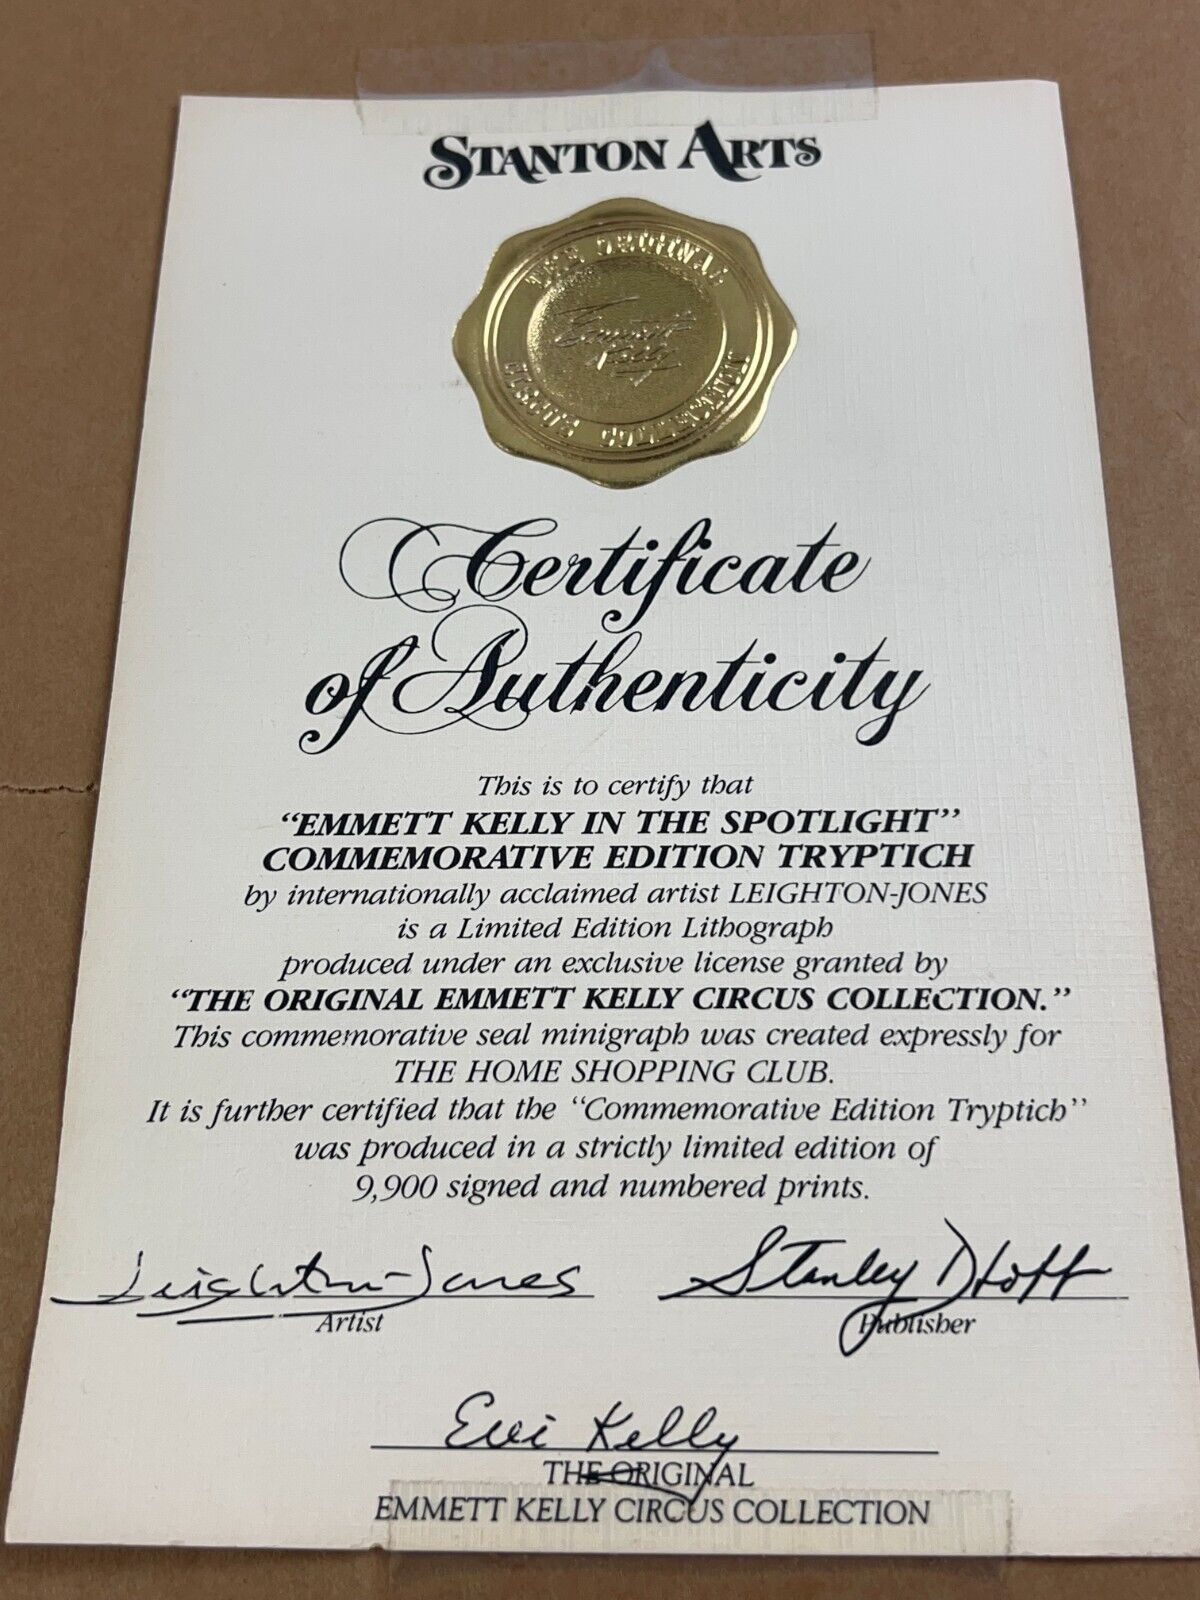 STANTON ARTS
THE ORIGINAL
Emmett
Kelly
CIRCUS COLLECTION
Certificate
of Authenticity
This is to certify that
“EMMETT KELLY IN THE SPOTLIGHT”
COMMEMORATIVE EDITION TRYPTICH
by internationally acclaimed artist LEIGHTON-JONES
is a Limited Edition Lithograph
produced under an exclusive license granted by
“THE ORIGINAL EMMETT KELLY CIRCUS COLLECTION.”
This commemorative seal minigraph was created expressly for
THE HOME SHOPPING CLUB.
It is further certified that the “Commemorative Edition Tryptich”
was produced in a strictly limited edition of
9,900 signed and numbered prints.
Leighton-Jones Stanley
Artist Publisher
Evi Kelly
THE ORIGINAL
EMMETT KELLY CIRCUS COLLECTION